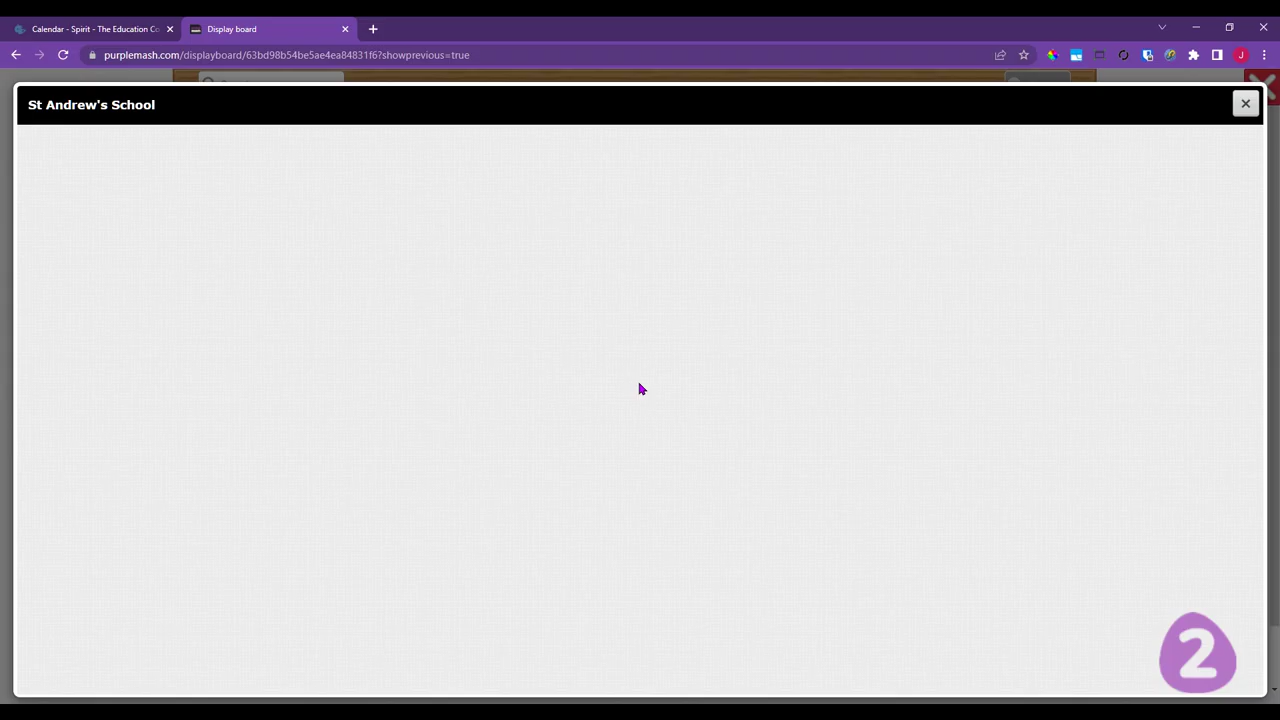 Calendar - Spirit - The Education Co
Display board
purplemash.com/displayboard/63bd98b54be5ae4ea84831f6?showprevious=true
J
St Andrew's School
2